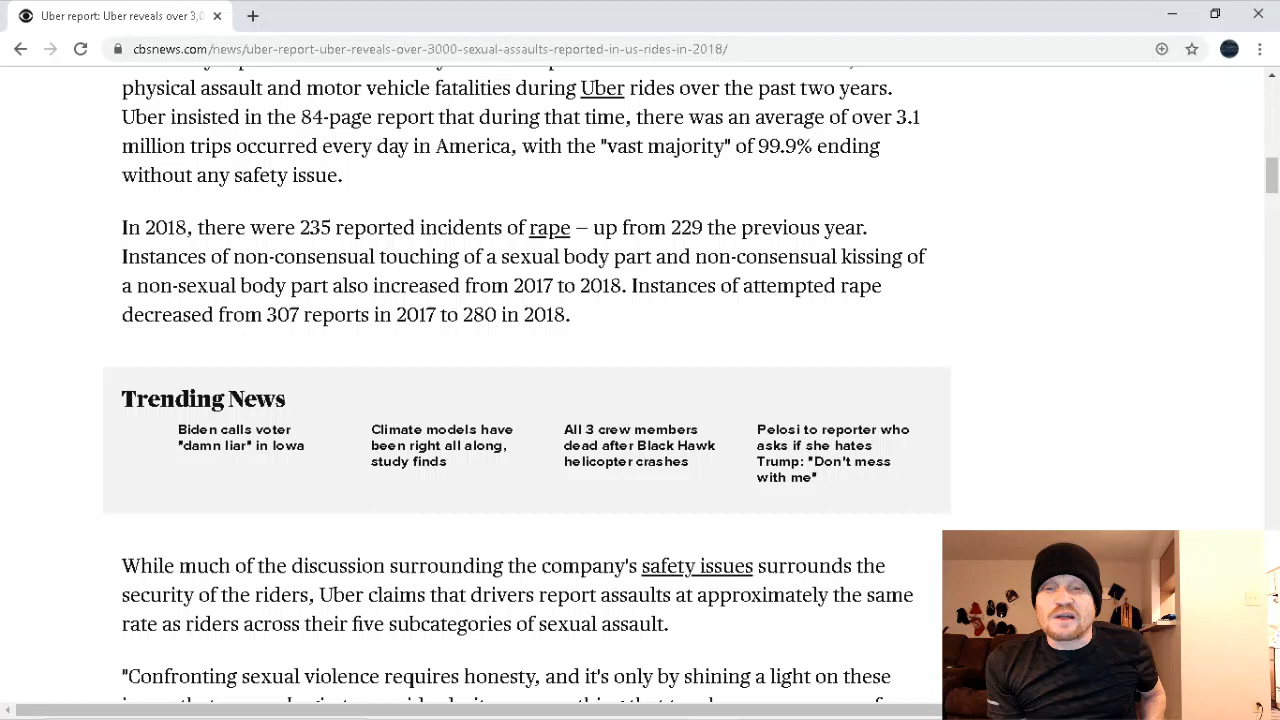 Uber report: Uber reveals over 3,0
cbsnews.com/news/uber-report-uber-reveals-over-3000-sexual-assaults-reported-in-us-rides-in-2018/
physical assault and motor vehicle fatalities during Uber rides over the past two years.
Uber insisted in the 84-page report that during that time, there was an average of over 3.1
million trips occurred every day in America, with the "vast majority" of 99.9% ending
without any safety issue.
In 2018, there were 235 reported incidents of rape — up from 229 the previous year.
Instances of non-consensual touching of a sexual body part and non-consensual kissing of
a non-sexual body part also increased from 2017 to 2018. Instances of attempted rape
decreased from 307 reports in 2017 to 280 in 2018.
Trending News
Biden calls voter
"damn liar" in Iowa
Climate models have
been right all along,
study finds
All 3 crew members
dead after Black Hawk
helicopter crashes
Pelosi to reporter who
asks if she hates
Trump: "Don't mess
with me"
While much of the discussion surrounding the company's safety issues surrounds the
security of the riders, Uber claims that drivers report assaults at approximately the same
rate as riders across their five subcategories of sexual assault.
"Confronting sexual violence requires honesty, and it's only by shining a light on these